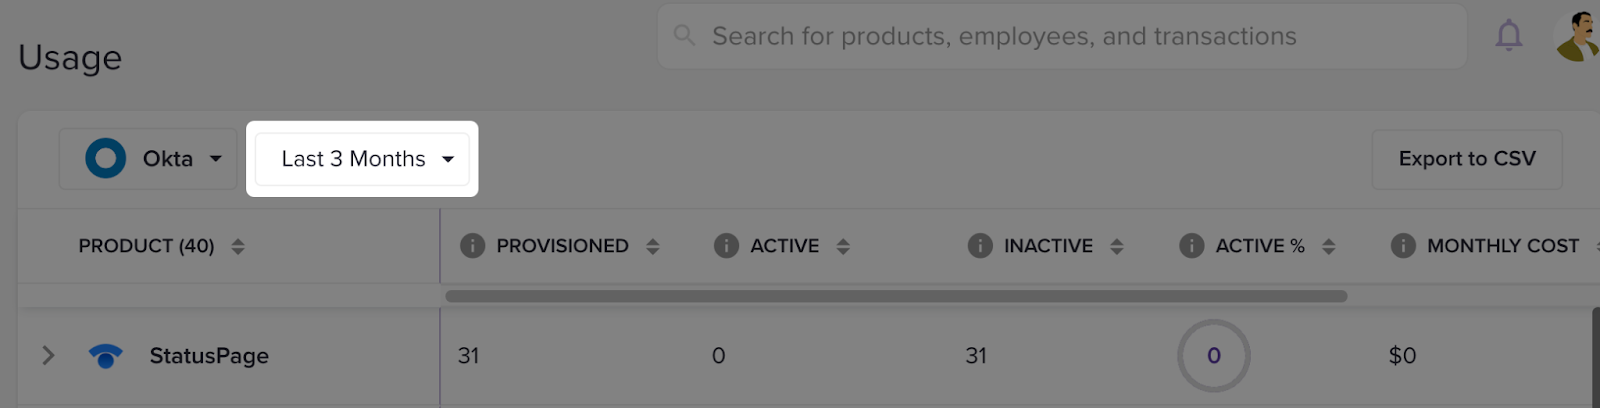 Search for products, employees, and transactions
Usage
Okta
Last 3 Months
Export to CSV
PRODUCT (40) PROVISIONED ACTIVE INACTIVE ACTIVE % MONTHLY COST
StatusPage 31 0 31 0 $0